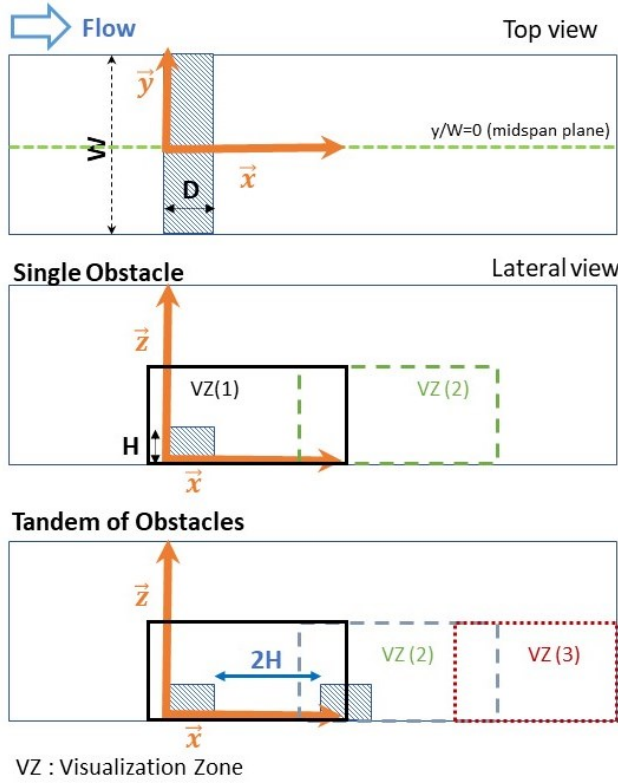 Flow
Top view
y
W
y/W=0 (midspan plane)
D
x
Single Obstacle
Lateral view
z
VZ(1)
VZ (2)
H
x
Tandem of Obstacles
z
2H
VZ (2)
VZ (3)
x
VZ : Visualization Zone